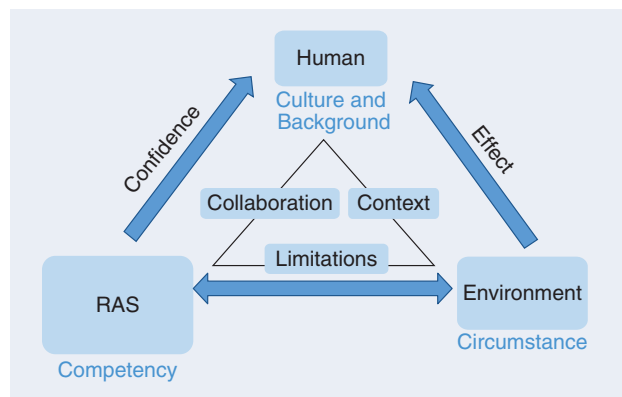 Human
Culture and
Background
Confidence
Effect
Collaboration
Context
Limitations
RAS
Environment
Competency
Circumstance